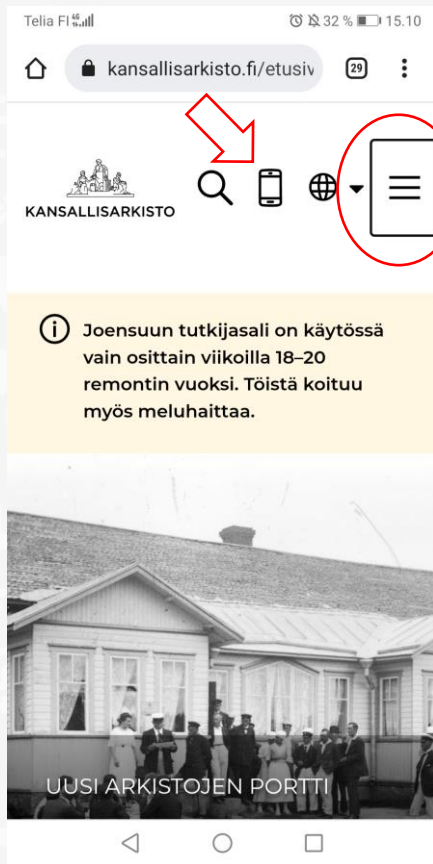 Telia FI 32 % 15.10
kansallisarkisto.fi/etusiv 29
KANSALLISARKISTO
Joensuun tutkijasali on käytössä
vain osittain viikoilla 18–20
remontin vuoksi. Töistä koituu
myös meluhaittaa.
UUSI ARKISTOJEN PORTTI